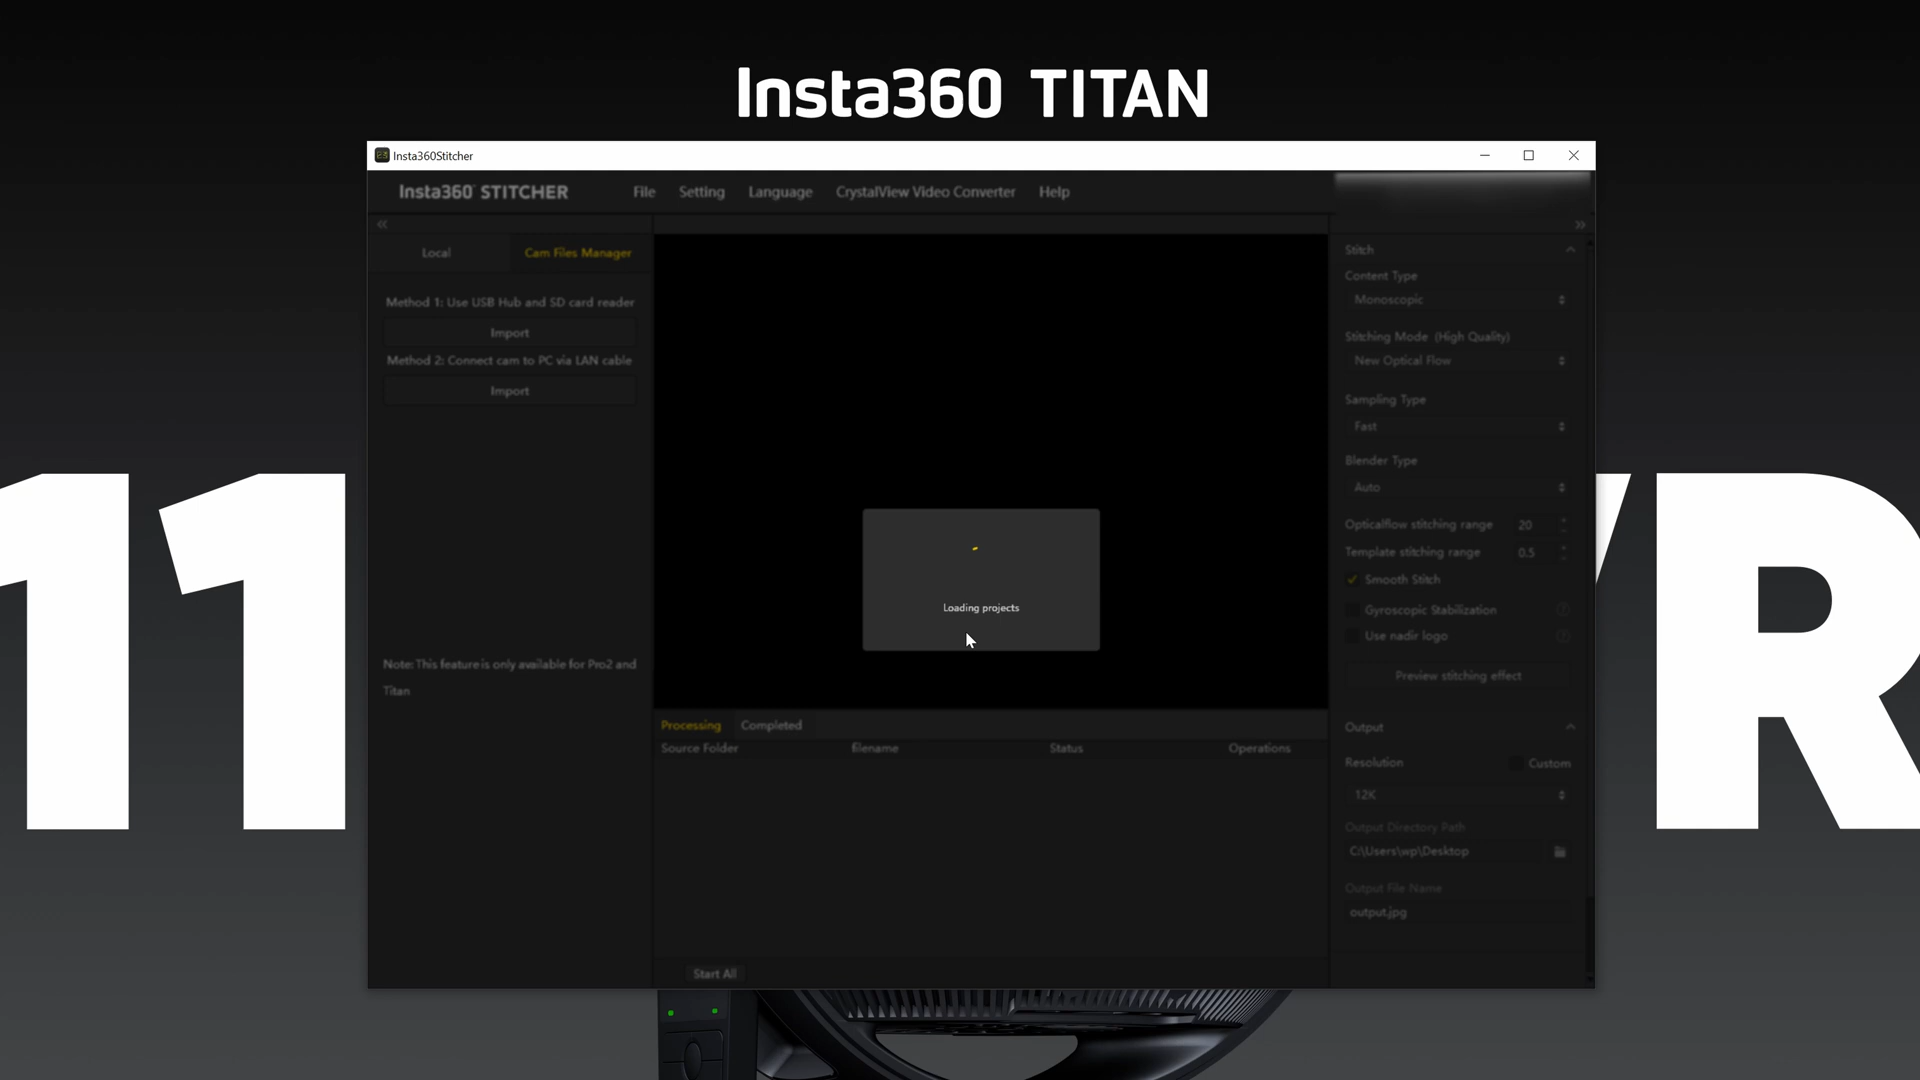 Insta360 TITAN
Insta360Stitcher
Insta360 STITCHER
File
Setting
Language
CrystalView Video Converter
Help
Local
Cam Files Manager
Method 1: Use USB Hub and SD card reader
Import
Method 2: Connect cam to PC via LAN cable
Import
Note: This feature is only available for Pro2 and
Titan
11
VR
Loading projects
Processing
Completed
Source Folder
filename
Status
Operations
Start All
Stitch
Content Type
Monoscopic
Stitching Mode (High Quality)
New Optical Flow
Sampling Type
Fast
Blender Type
Auto
Opticalflow stitching range 20
Template stitching range 0.5
Smooth Stitch
Gyroscopic Stabilization
Use nadir logo
Preview stitching effect
Output
Resolution
Custom
12K
Output Directory Path
C:\Users\wp\Desktop
Output File Name
output.jpg